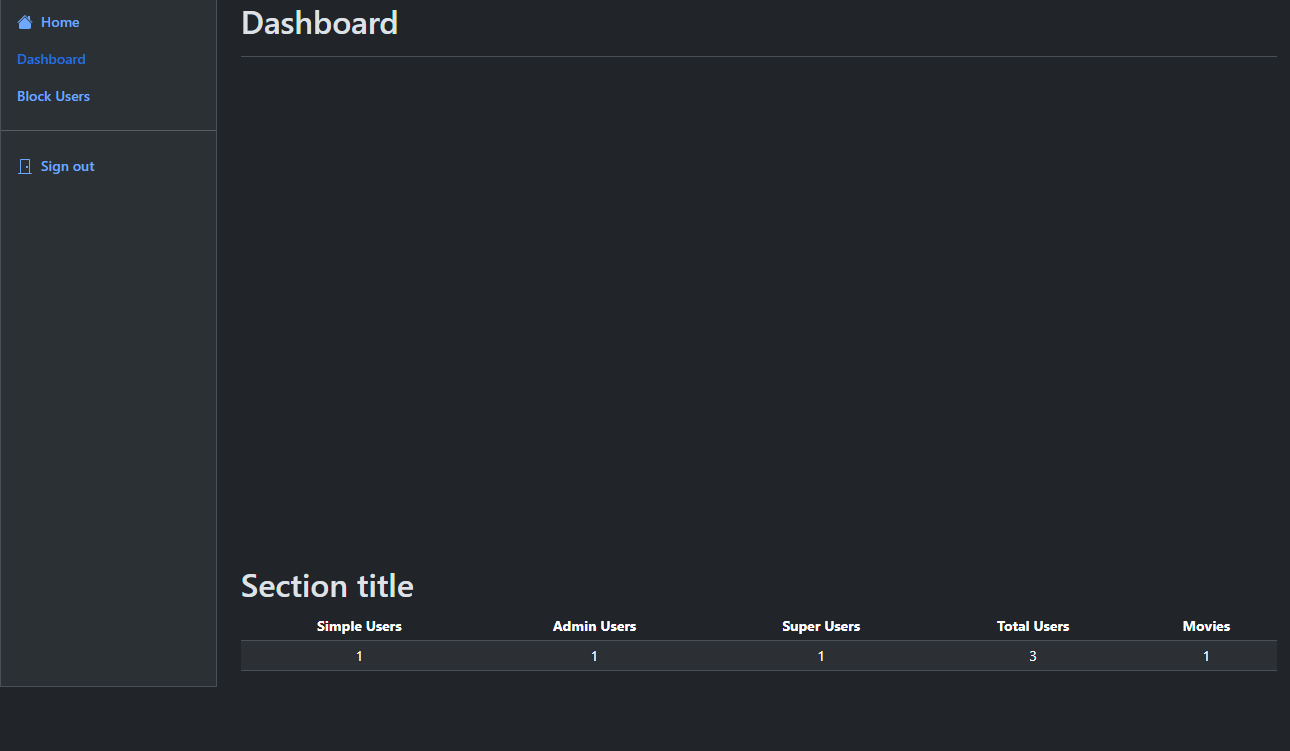 Home
Dashboard
Block Users
Sign out
Dashboard
Section title
Simple Users Admin Users Super Users Total Users Movies
1 1 1 3 1